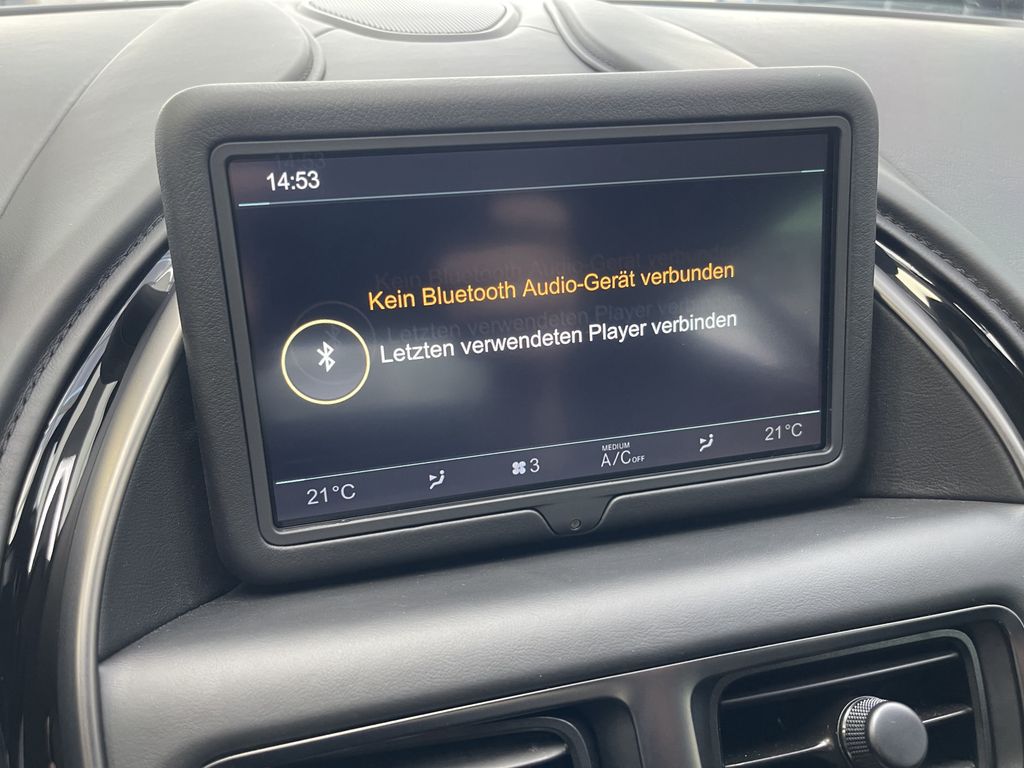 14:53
Kein Bluetooth Audio-Gerät verbunden
Letzten verwendeten Player verbinden
21°C
3
MEDIUM
A/C OFF
21°C